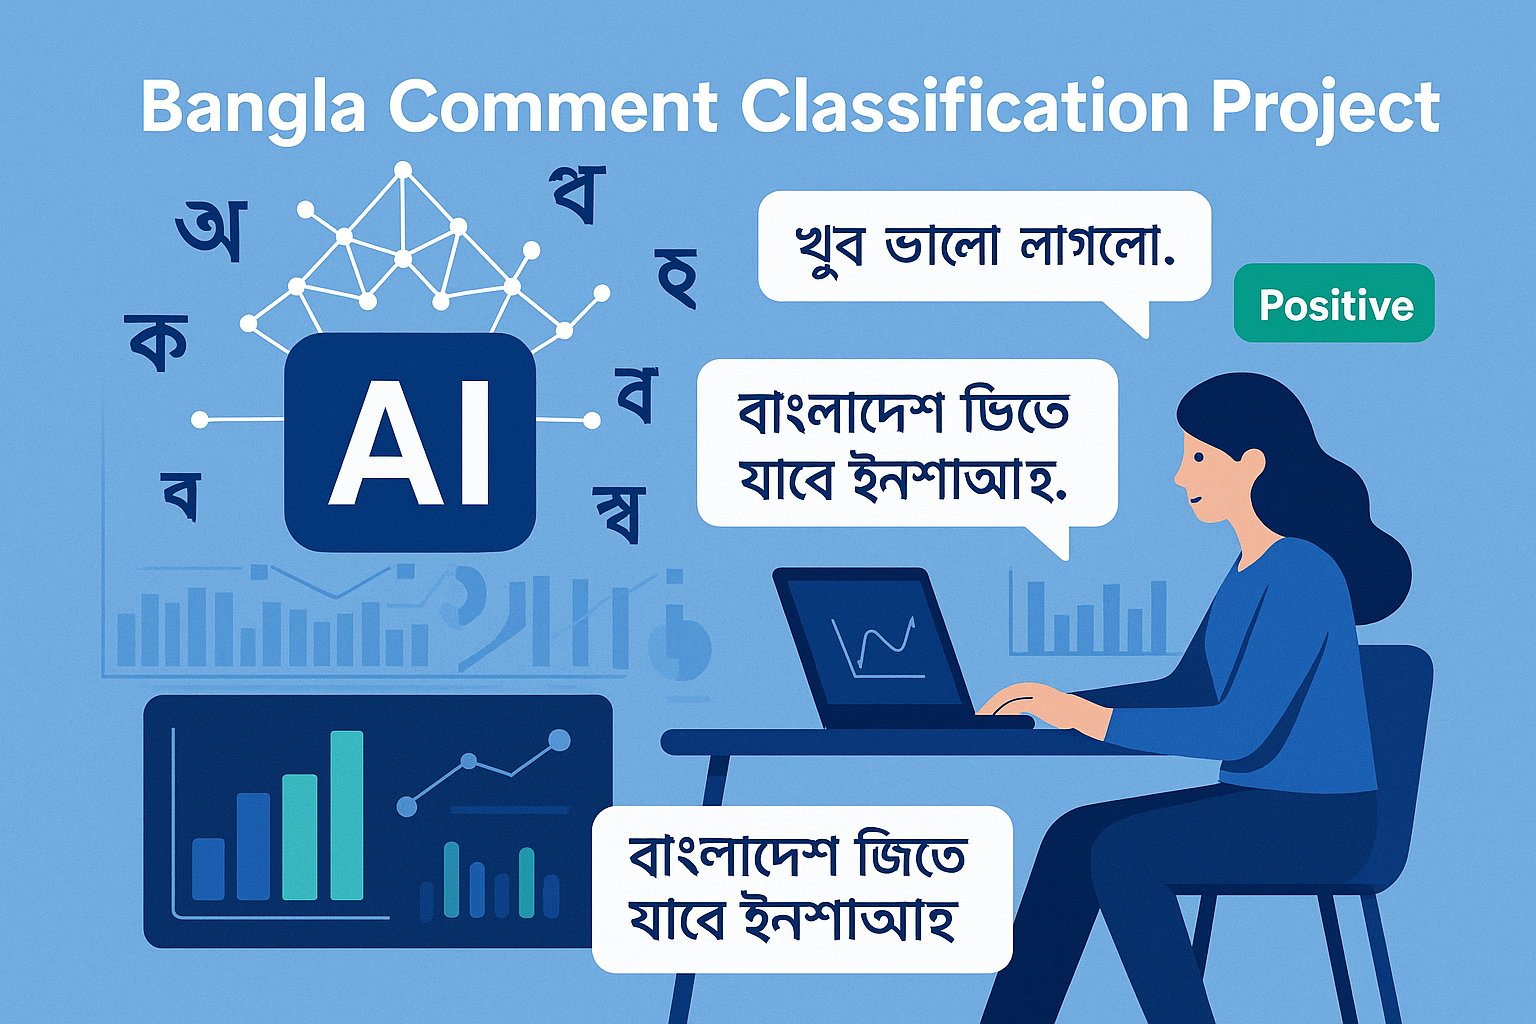 Bangla Comment Classification Project
অ
ক
ব
হ
AI
খুব ভালো লাগলো.
Positive
বাংলাদেশ ভিতে
যাবে ইনশাআহ.
বাংলাদেশ জিতে
যাবে ইনশাআহ